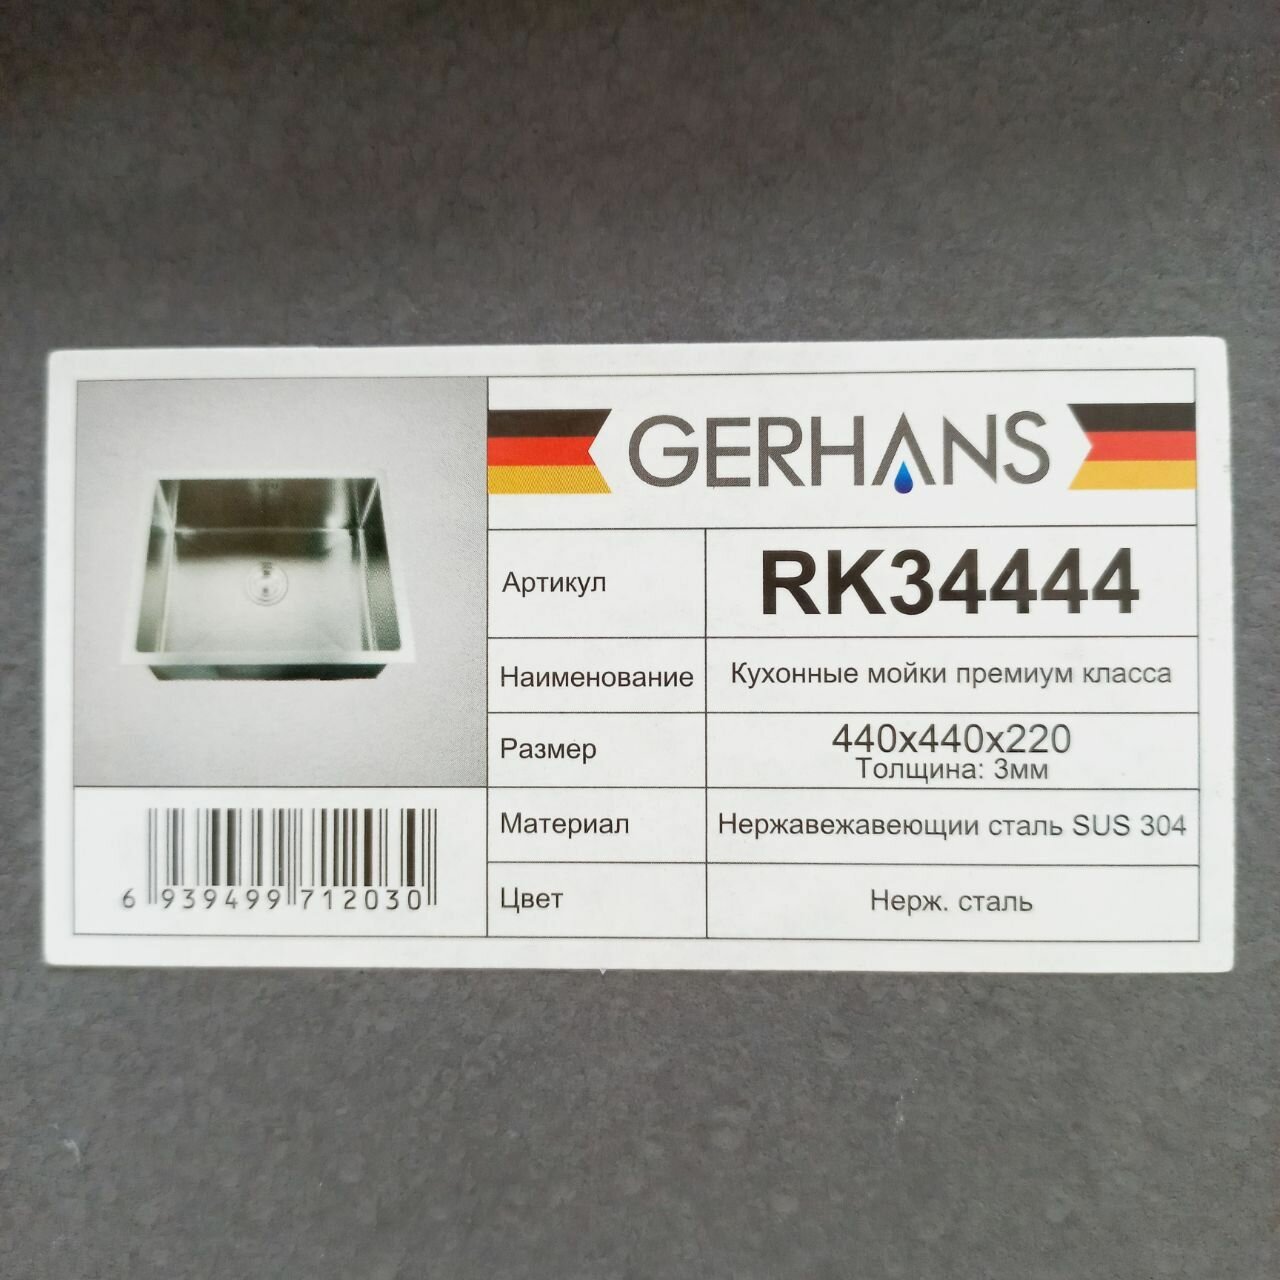 GERHANS
Артикул
RK34444
Наименование
Кухонные мойки премиум класса
Размер
440x440x220
Толщина: 3мм
Материал
Нержавежавеющии сталь SUS 304
Цвет
Нерж. сталь
6 939499 712030